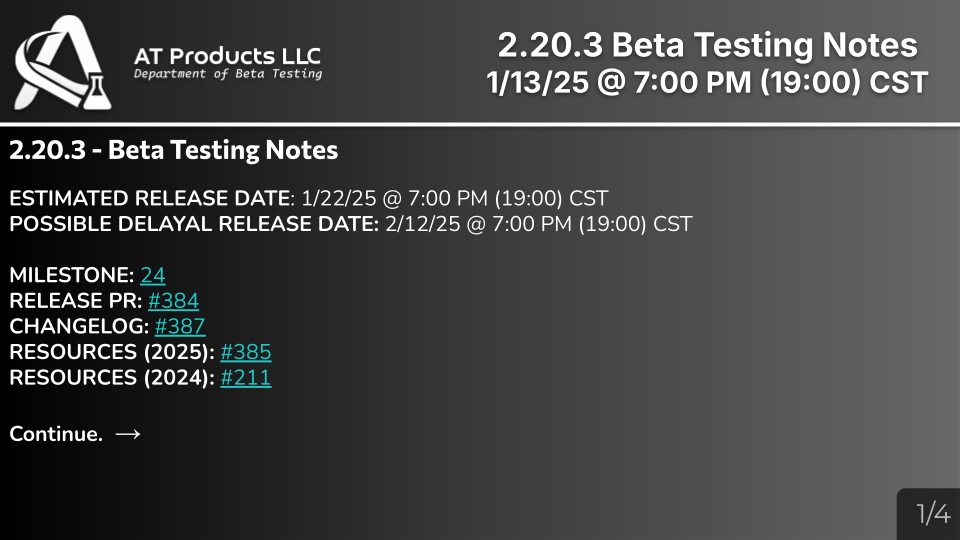 AT Products LLC
Department of Beta Testing
2.20.3 Beta Testing Notes
1/13/25 @ 7:00 PM (19:00) CST
2.20.3 - Beta Testing Notes
ESTIMATED RELEASE DATE: 1/22/25 @ 7:00 PM (19:00) CST
POSSIBLE DELAYAL RELEASE DATE: 2/12/25 @ 7:00 PM (19:00) CST
MILESTONE: 24
RELEASE PR: #384
CHANGELOG: #387
RESOURCES (2025): #385
RESOURCES (2024): #211
Continue. →
1/4